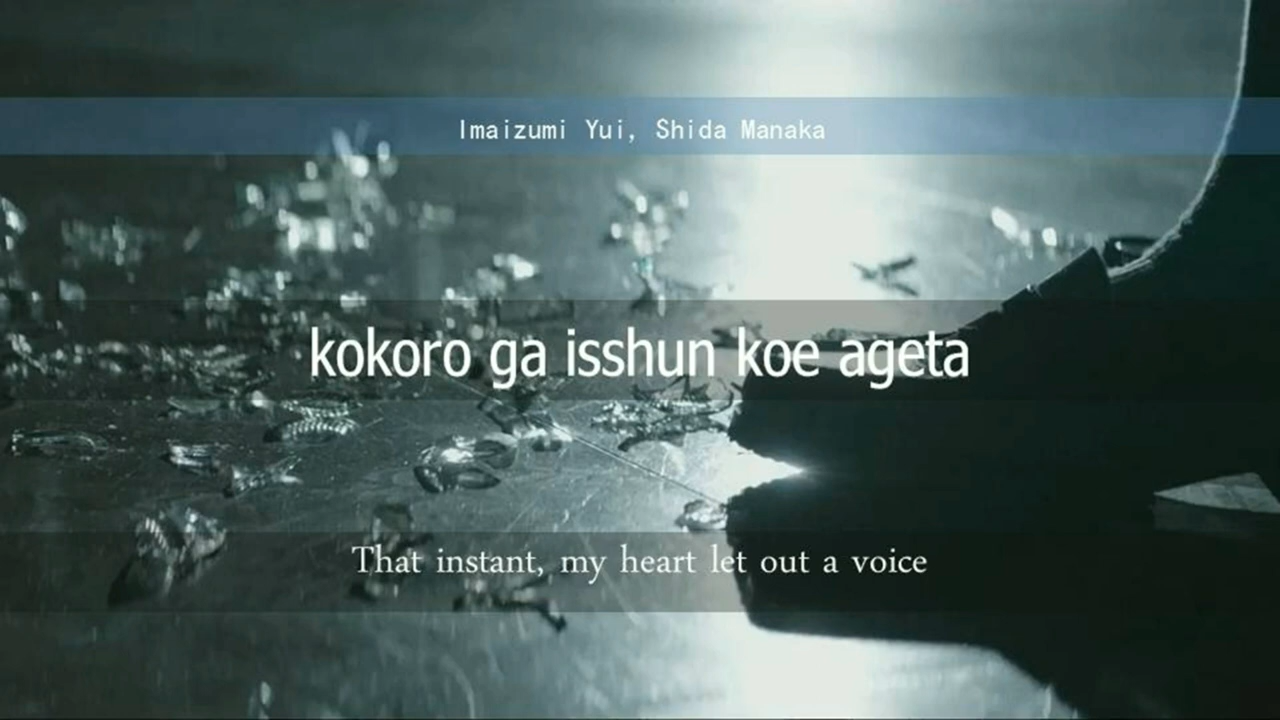 Imaizumi Yui, Shida Manaka
kokoro ga isshun koe ageta
That instant, my heart let out a voice